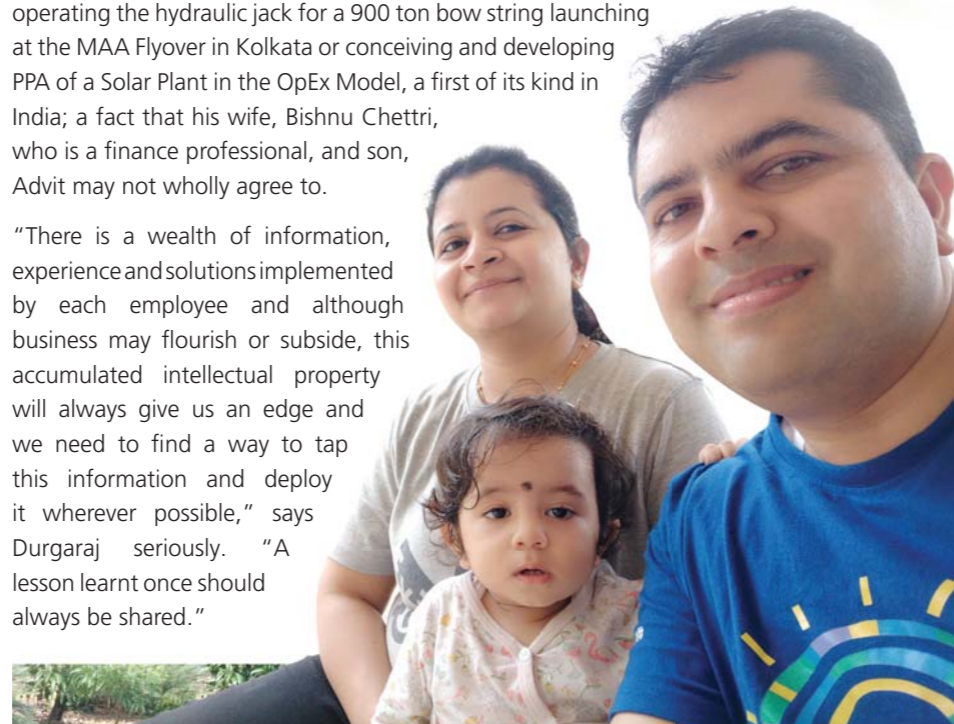 operating the hydraulic jack for a 900 ton bow string launching
at the MAA Flyover in Kolkata or conceiving and developing
PPA of a Solar Plant in the OpEx Model, a first of its kind in
India; a fact that his wife, Bishnu Chettri,
who is a finance professional, and son,
Advit may not wholly agree to.
“There is a wealth of information,
experience and solutions implemented
by each employee and although
business may flourish or subside, this
accumulated intellectual property
will always give us an edge and
we need to find a way to tap
this information and deploy
it wherever possible,” says
Durgaraj seriously. “A
lesson learnt once should
always be shared.”